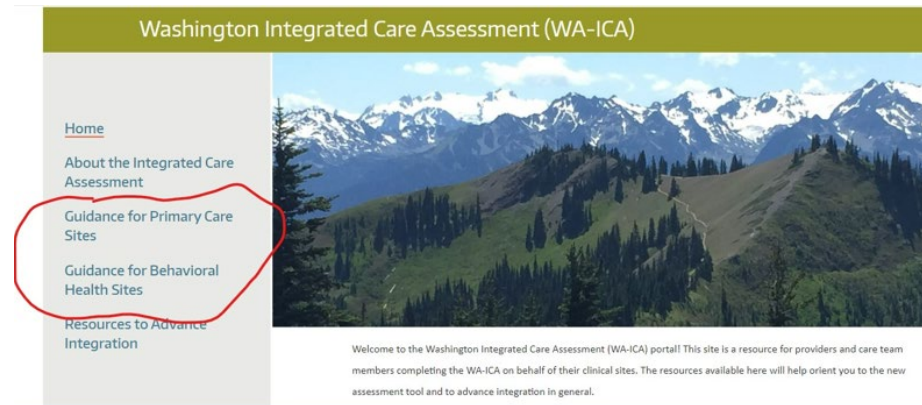 Washington Integrated Care Assessment (WA-ICA)
Home
About the Integrated Care
Assessment
Guidance for Primary Care
Sites
Guidance for Behavioral
Health Sites
Resources to Advance
Integration
Welcome to the Washington Integrated Care Assessment (WA-ICA) portal! This site is a resource for providers and care team
members completing the WA-ICA on behalf of their clinical sites. The resources available here will help orient you to the new
assessment tool and to advance integration in general.